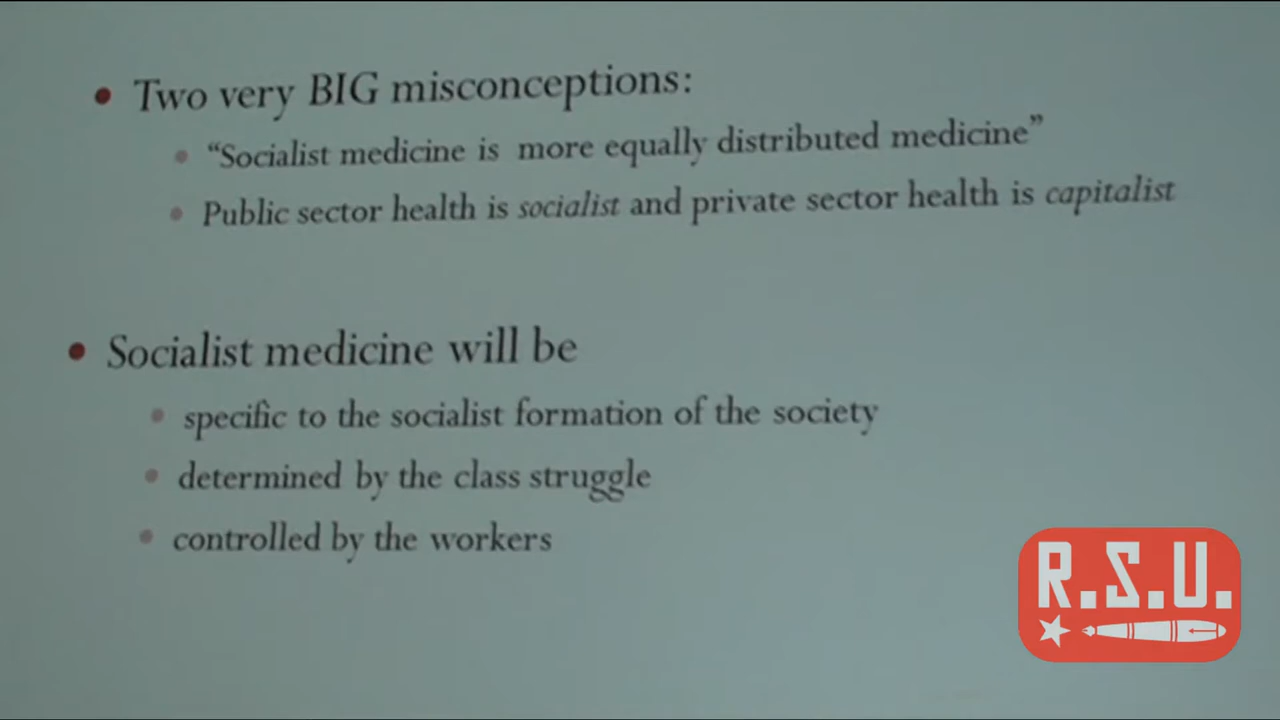 • Two very BIG misconceptions:
• “Socialist medicine is more equally distributed medicine”
• Public sector health is socialist and private sector health is capitalist
• Socialist medicine will be
• specific to the socialist formation of the society
• determined by the class struggle
• controlled by the workers
R.S.U.